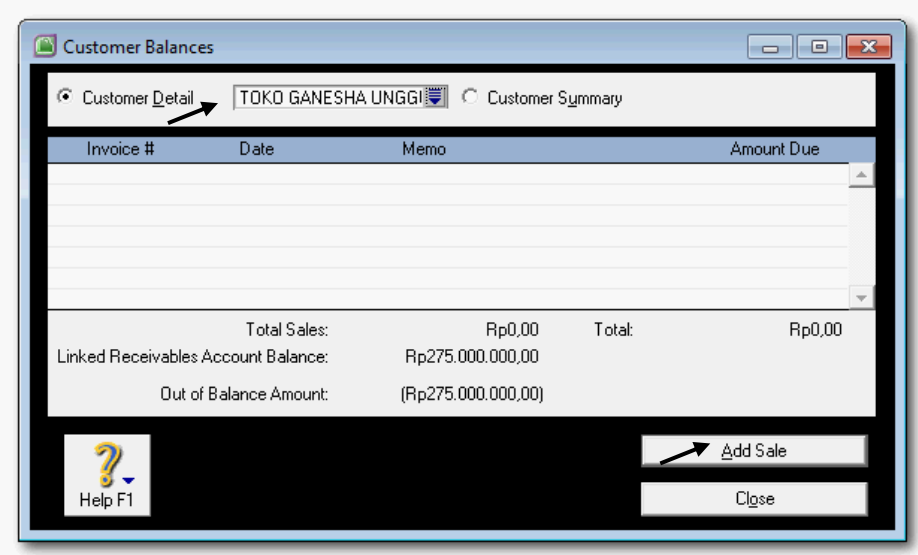 Customer Balances
Customer Detail TOKO GANESHA UNGGI Customer Summary
Invoice # Date Memo Amount Due
Total Sales: Rp0,00 Total: Rp0,00
Linked Receivables Account Balance: Rp275.000.000,00
Out of Balance Amount: (Rp275.000.000,00)
Add Sale
Help F1
Close